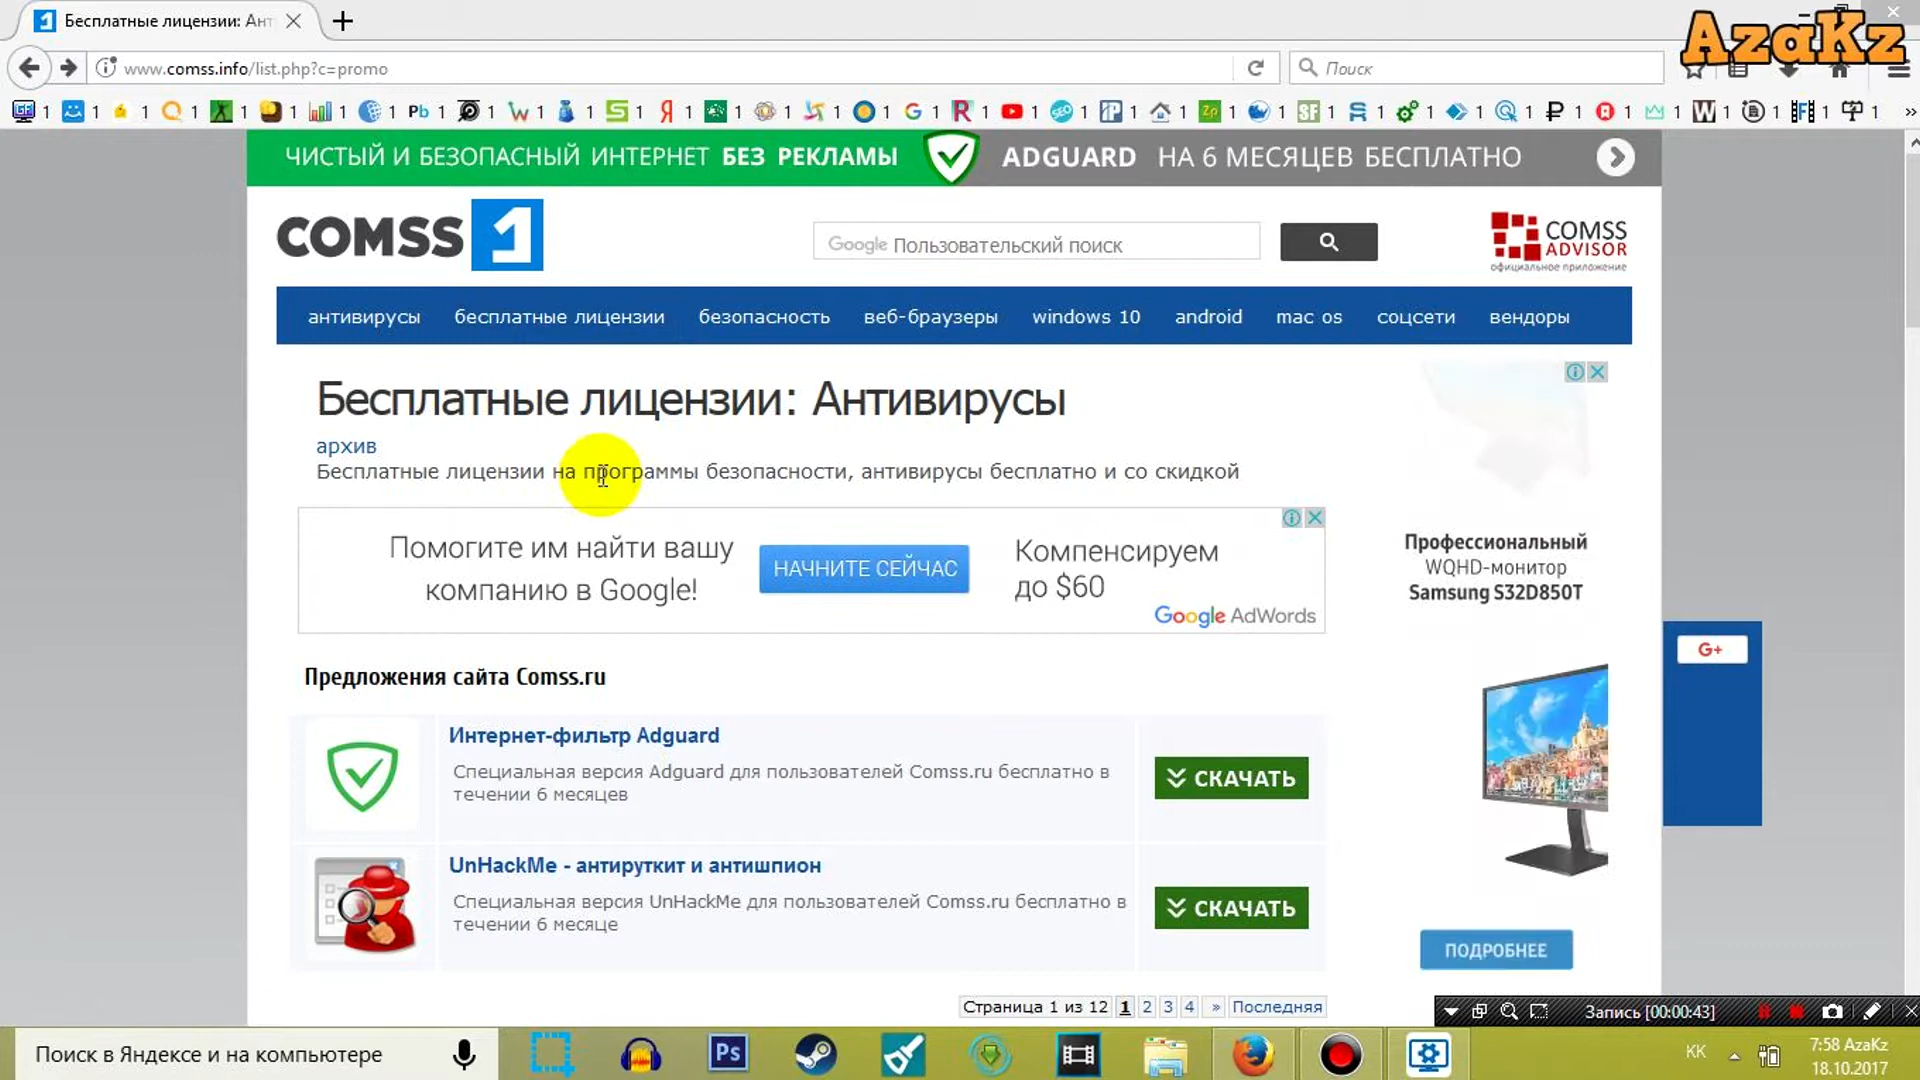 Бесплатные лицензии: Ант
AzaKz
www.comss.info/list.php?c=promo
Поиск
ЧИСТЫЙ И БЕЗОПАСНЫЙ ИНТЕРНЕТ БЕЗ РЕКЛАМЫ ADGUARD НА 6 МЕСЯЦЕВ БЕСПЛАТНО
COMSS 1
Google Пользовательский поиск
COMSS
ADVISOR
официальное приложение
антивирусы бесплатные лицензии безопасность веб-браузеры windows 10 android mac os соцсети вендоры
Бесплатные лицензии: Антивирусы
архив
Бесплатные лицензии на программы безопасности, антивирусы бесплатно и со скидкой
Помогите им найти вашу
компанию в Google!
НАЧНИТЕ СЕЙЧАС
Компенсируем
до $60
Google AdWords
Профессиональный
WQHD-монитор
Samsung S32D850T
G+
Предложения сайта Comss.ru
Интернет-фильтр Adguard
Специальная версия Adguard для пользователей Comss.ru бесплатно в
течении 6 месяцев
СКАЧАТЬ
UnHackMe - антируткит и антишпион
Специальная версия UnHackMe для пользователей Comss.ru бесплатно в
течении 6 месяце
СКАЧАТЬ
ПОДРОБНЕЕ
Страница 1 из 12 1 2 3 4 » Последняя
Запись [00:00:43]
Поиск в Яндексе и на компьютере
Ps
KK
7:58 AzaKz
18.10.2017